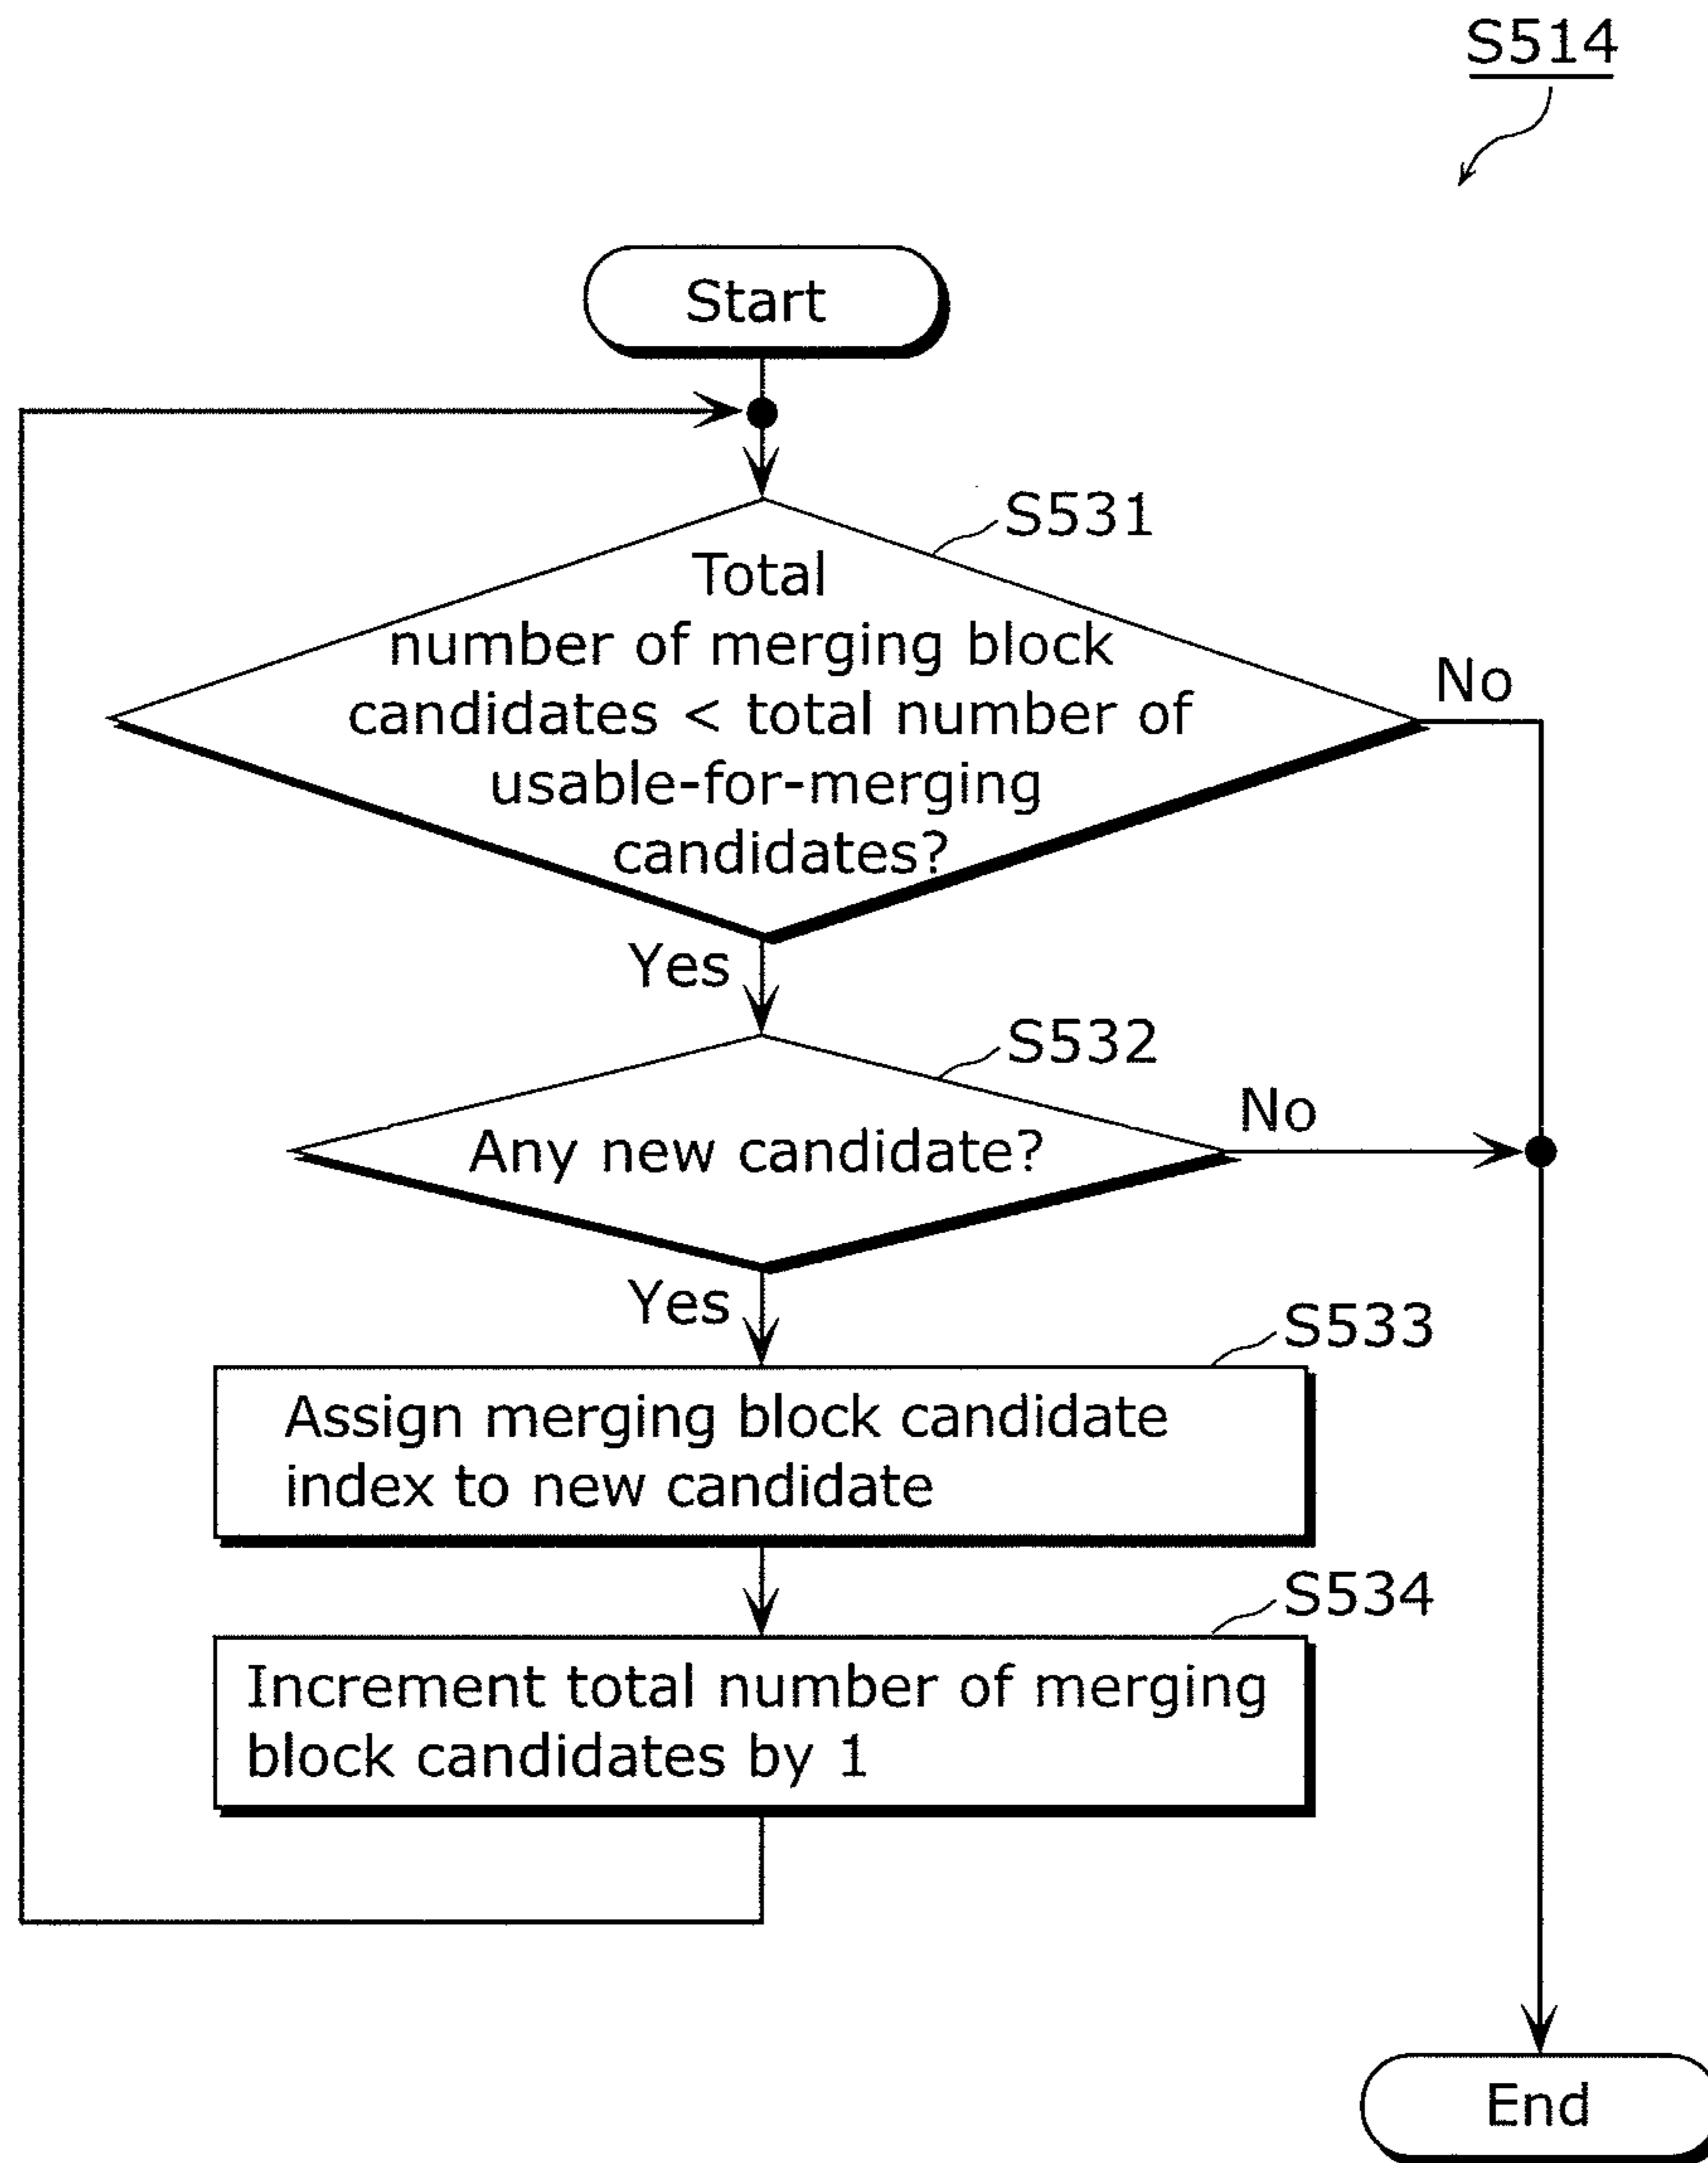 S514
Start
S531
Total
number of merging block
candidates < total number of
usable-for-merging
candidates?
No
Yes
S532
Any new candidate?
No
Yes
S533
Assign merging block candidate
index to new candidate
S534
Increment total number of merging
block candidates by 1
End